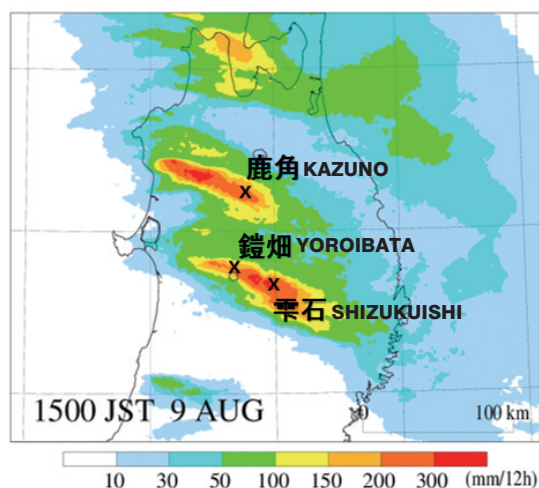 鹿角 KAZUNO
鎧畑 YOROIBATA
雫石 SHIZUKUISHI
1500 JST 9 AUG
0 100 km
10 30 50 100 150 200 300 (mm/12h)